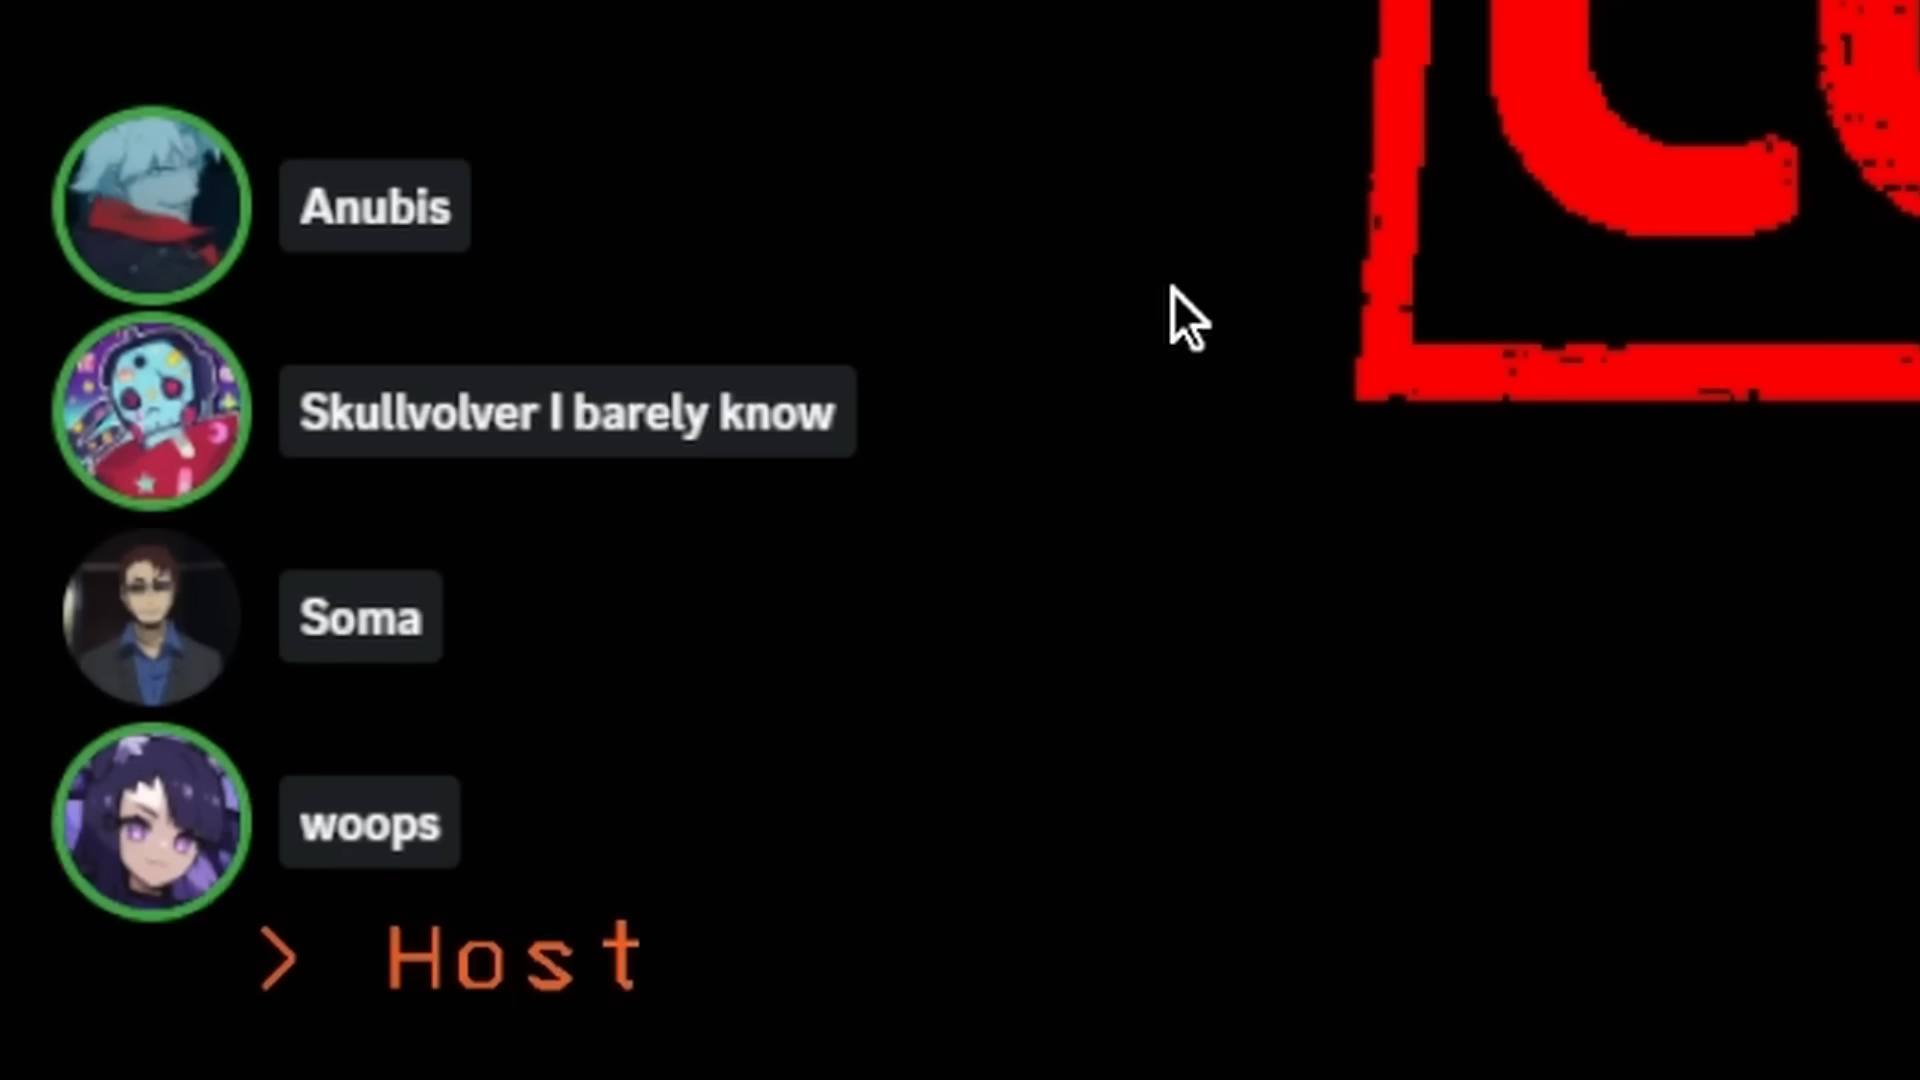 Anubis
Skullvolver I barely know
Soma
woops
> Host